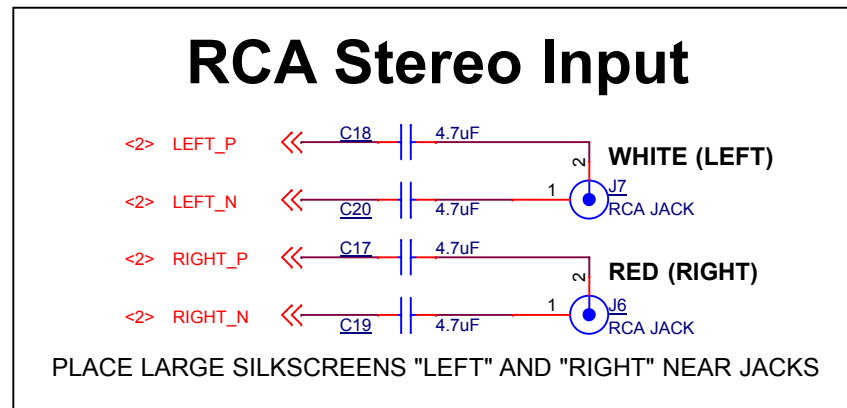 RCA Stereo Input
<2> LEFT_P C18 4.7uF
2 WHITE (LEFT)
<2> LEFT_N C20 4.7uF 1 J7
RCA JACK
<2> RIGHT_P C17 4.7uF
2 RED (RIGHT)
<2> RIGHT_N C19 4.7uF 1 J6
RCA JACK
PLACE LARGE SILKSCREENS "LEFT" AND "RIGHT" NEAR JACKS